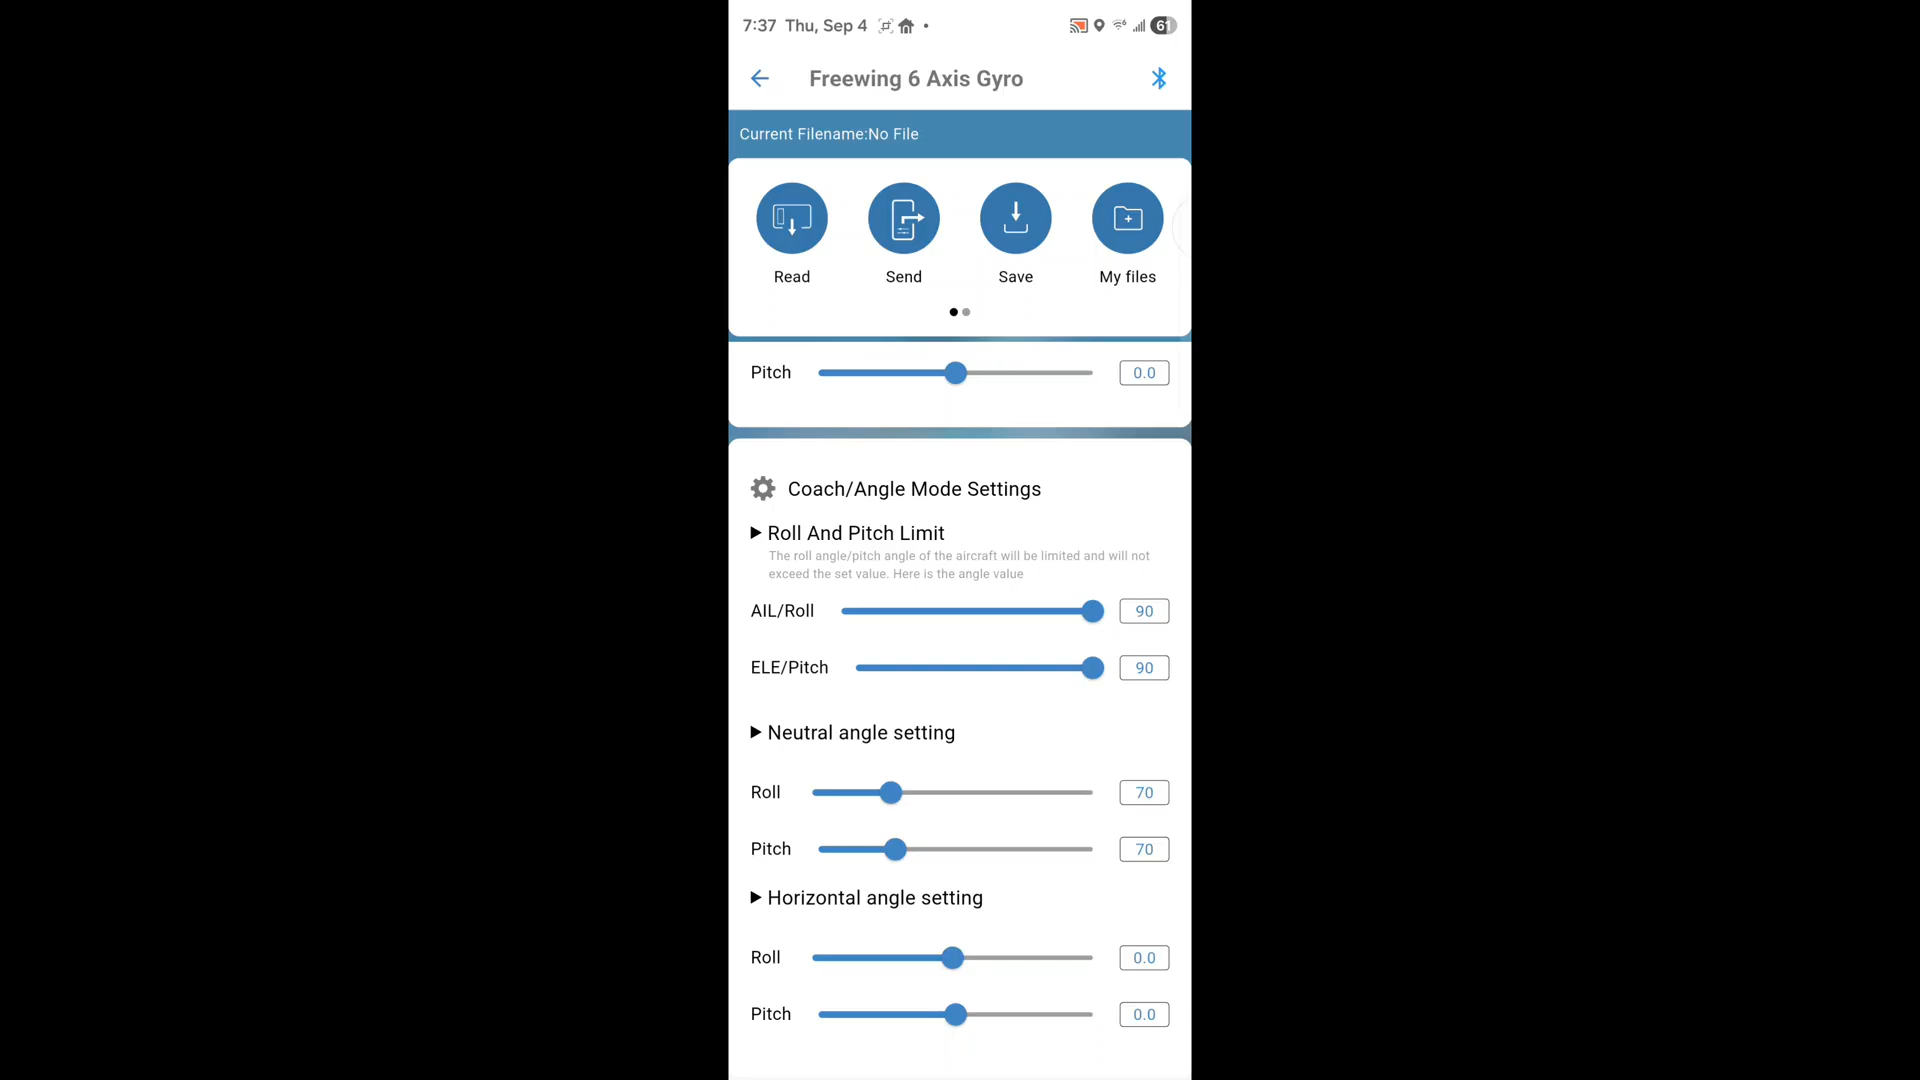 7:37 Thu, Sep 4
61
Freewing 6 Axis Gyro
Current Filename:No File
Read
Send
Save
My files
Pitch
0.0
Coach/Angle Mode Settings
Roll And Pitch Limit
The roll angle/pitch angle of the aircraft will be limited and will not
exceed the set value. Here is the angle value
AIL/Roll
90
ELE/Pitch
90
Neutral angle setting
Roll
70
Pitch
70
Horizontal angle setting
Roll
0.0
Pitch
0.0